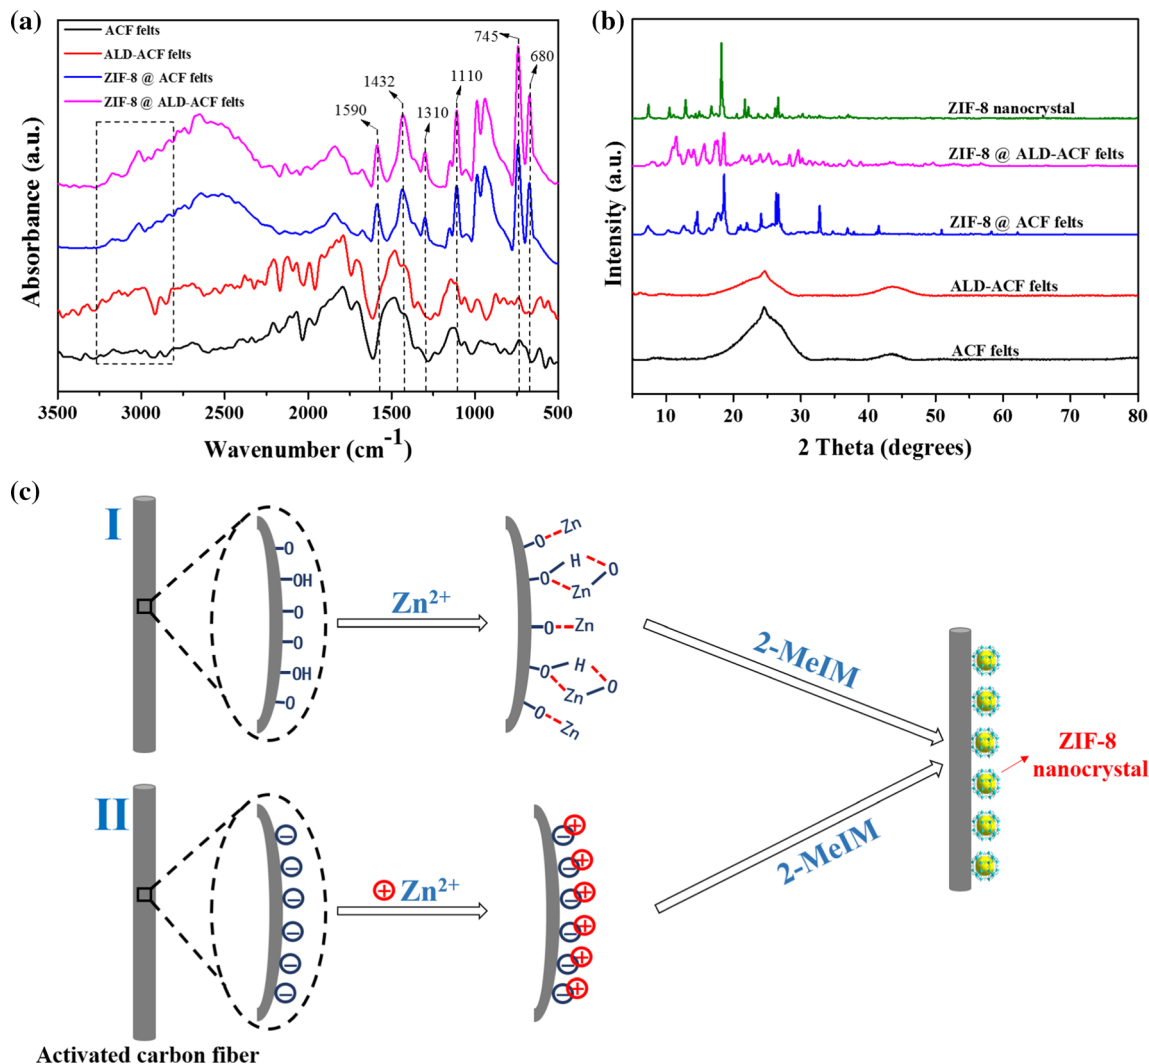 (a)
ACF felts
ALD-ACF felts
ZIF-8 @ ACF felts
ZIF-8 @ ALD-ACF felts
1590
1432
1310
1110
745
680
Absorbance (a.u.)
3500 3000 2500 2000 1500 1000 500
Wavenumber (cm-1)
(b)
ZIF-8 nanocrystal
ZIF-8 @ ALD-ACF felts
ZIF-8 @ ACF felts
ALD-ACF felts
ACF felts
Intensity (a.u.)
10 20 30 40 50 60 70 80
2 Theta (degrees)
(c)
I
O
OH
O
O
OH
O
Zn2+
O Zn
O H O
Zn
O Zn
O H O
Zn
O Zn
2-MeIM
II
− − − − − −
+ Zn2+
− + − + − + − + − + − +
2-MeIM
ZIF-8
nanocrystal
Activated carbon fiber